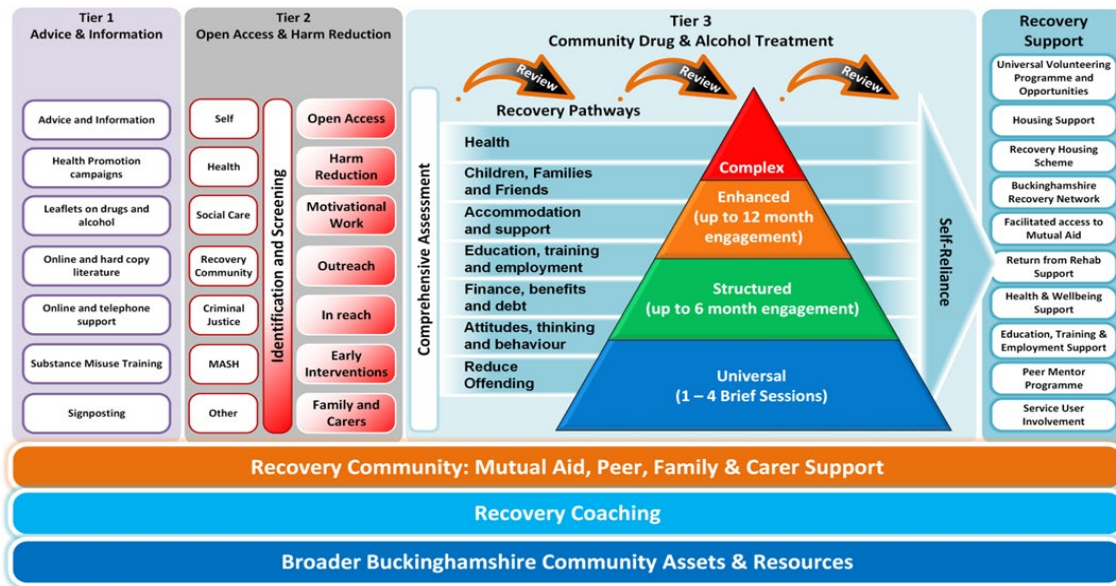 Tier 1
Advice & Information
Advice and Information
Health Promotion
campaigns
Leaflets on drugs and
alcohol
Online and hard copy
literature
Online and telephone
support
Substance Misuse Training
Signposting
Tier 2
Open Access & Harm Reduction
Self
Health
Social Care
Recovery
Community
Criminal
Justice
MASH
Other
Identification and Screening
Open Access
Harm
Reduction
Motivational
Work
Outreach
In reach
Early
Interventions
Family and
Carers
Tier 3
Community Drug & Alcohol Treatment
Review
Review
Review
Comprehensive Assessment
Recovery Pathways
Health
Children, Families
and Friends
Accommodation
and support
Education, training
and employment
Finance, benefits
and debt
Attitudes, thinking
and behaviour
Reduce
Offending
Complex
Enhanced
(up to 12 month
engagement)
Structured
(up to 6 month engagement)
Universal
(1 – 4 Brief Sessions)
Self-Reliance
Recovery
Support
Universal Volunteering
Programme and
Opportunities
Housing Support
Recovery Housing
Scheme
Buckinghamshire
Recovery Network
Facilitated access to
Mutual Aid
Return from Rehab
Support
Health & Wellbeing
Support
Education, Training &
Employment Support
Peer Mentor
Programme
Service User
Involvement
Recovery Community: Mutual Aid, Peer, Family & Carer Support
Recovery Coaching
Broader Buckinghamshire Community Assets & Resources